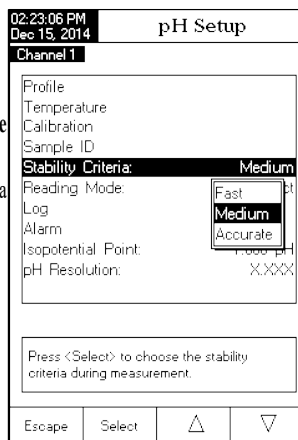 02:23:06 PM
Dec 15, 2014
pH Setup
Channel 1
Profile
Temperature
e
Calibration
Sample ID
Stability Criteria: Medium
a
Reading Mode: ct
Fast
Log
Medium
Alarm
Accurate
Isopotential Point: pH
pH Resolution: X.XXX
Press <Select> to choose the stability
criteria during measurement.
Escape Select △ ▽